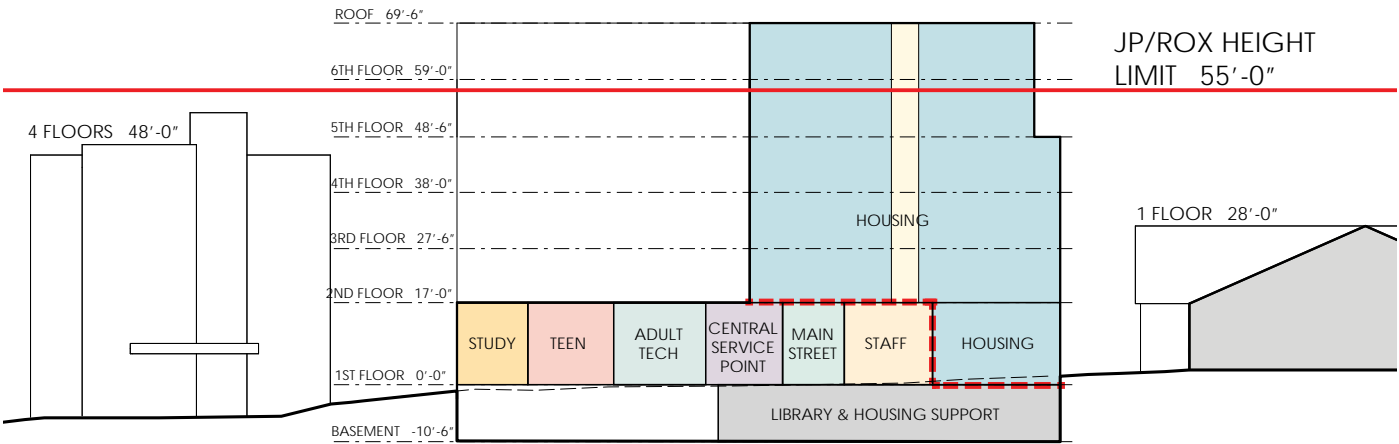 ROOF 69'-6"
JP/ROX HEIGHT
LIMIT 55'-0"
6TH FLOOR 59'-0"
4 FLOORS 48'-0"
5TH FLOOR 48'-6"
4TH FLOOR 38'-0"
HOUSING
1 FLOOR 28'-0"
3RD FLOOR 27'-6"
2ND FLOOR 17'-0"
STUDY
TEEN
ADULT
TECH
CENTRAL
SERVICE
POINT
MAIN
STREET
STAFF
HOUSING
1ST FLOOR 0'-0"
LIBRARY & HOUSING SUPPORT
BASEMENT -10'-6"